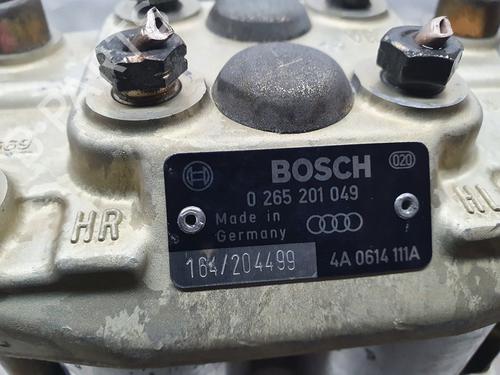 BOSCH
020
0 265 201 049
Made in
Germany
164/204499
4A 0614 111A
HR
HL